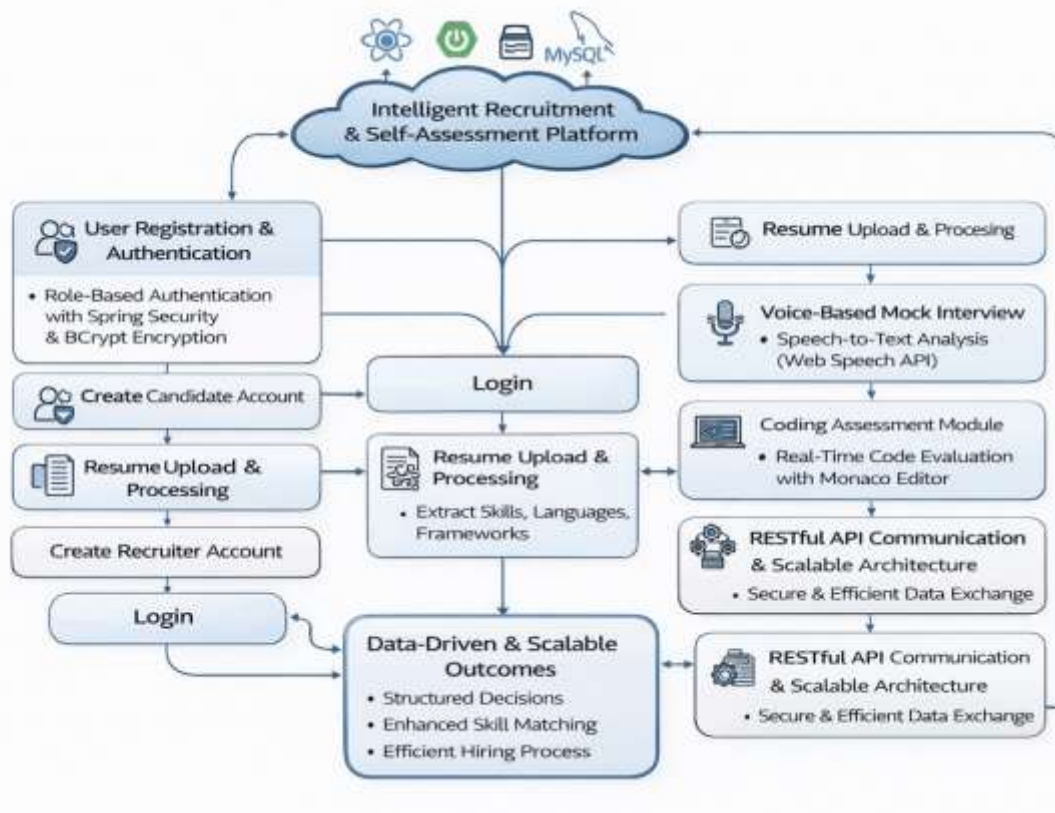 MySQL
Intelligent Recruitment
& Self-Assessment Platform
User Registration &
Authentication
• Role-Based Authentication
with Spring Security
& BCrypt Encryption
Create Candidate Account
Resume Upload &
Processing
Create Recruiter Account
Login
Login
Resume Upload &
Processing
• Extract Skills, Languages,
Frameworks
Data-Driven & Scalable
Outcomes
• Structured Decisions
• Enhanced Skill Matching
• Efficient Hiring Process
Resume Upload & Procesing
Voice-Based Mock Interview
• Speech-to-Text Analysis
(Web Speech API)
Coding Assessment Module
• Real-Time Code Evaluation
with Monaco Editor
RESTful API Communication
& Scalable Architecture
• Secure & Efficient Data Exchange
RESTful API Communication
& Scalable Architecture
• Secure & Efficient Data Exchange